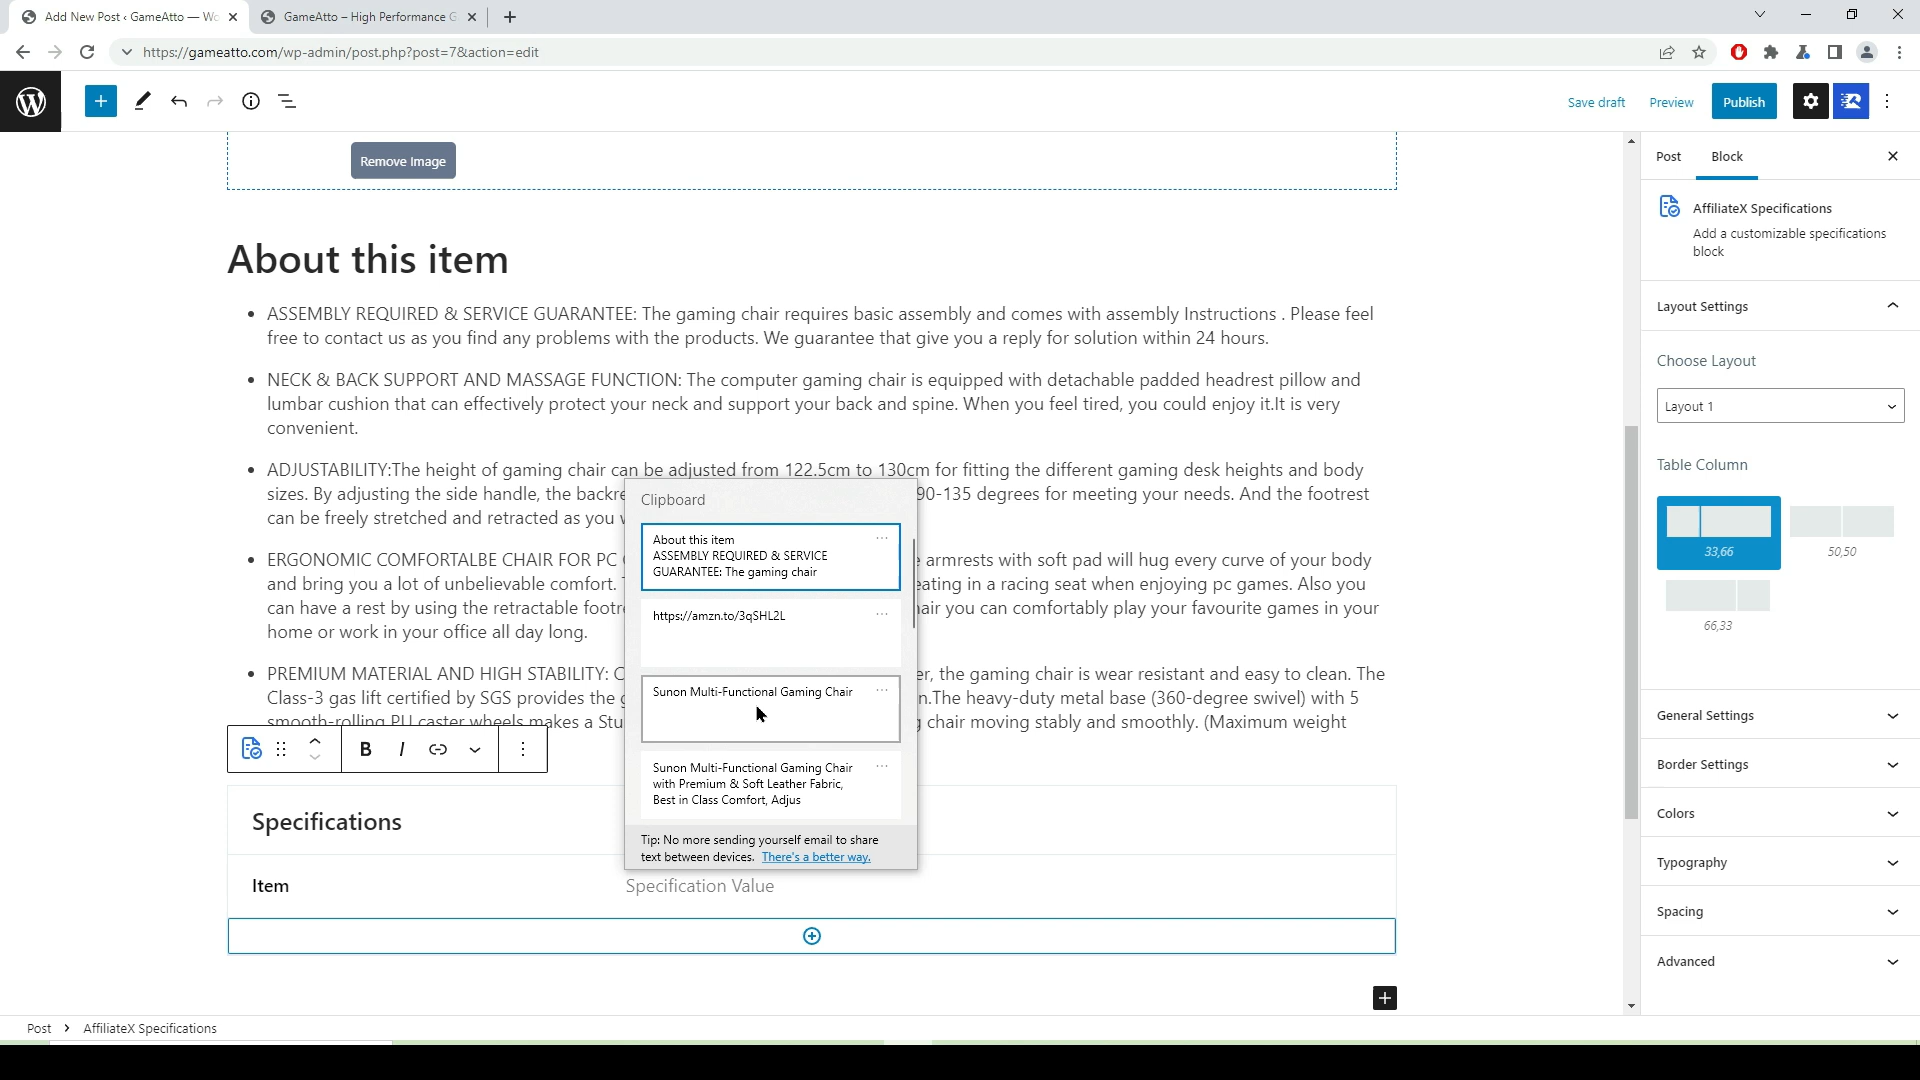 Add New Post ‹ GameAtto — Wo
GameAtto – High Performance G
https://gameatto.com/wp-admin/post.php?post=7&action=edit
Save draft
Preview
Publish
Remove Image
About this item
• ASSEMBLY REQUIRED & SERVICE GUARANTEE: The gaming chair requires basic assembly and comes with assembly Instructions . Please feel
free to contact us as you find any problems with the products. We guarantee that give you a reply for solution within 24 hours.
• NECK & BACK SUPPORT AND MASSAGE FUNCTION: The computer gaming chair is equipped with detachable padded headrest pillow and
lumbar cushion that can effectively protect your neck and support your back and spine. When you feel tired, you could enjoy it.It is very
convenient.
• ADJUSTABILITY:The height of gaming chair can be adjusted from 122.5cm to 130cm for fitting the different gaming desk heights and body
sizes. By adjusting the side handle, the backre 90-135 degrees for meeting your needs. And the footrest
can be freely stretched and retracted as you
• ERGONOMIC COMFORTALBE CHAIR FOR PC armrests with soft pad will hug every curve of your body
and bring you a lot of unbelievable comfort. eating in a racing seat when enjoying pc games. Also you
can have a rest by using the retractable footre hair you can comfortably play your favourite games in your
home or work in your office all day long.
• PREMIUM MATERIAL AND HIGH STABILITY: er, the gaming chair is wear resistant and easy to clean. The
Class-3 gas lift certified by SGS provides the n.The heavy-duty metal base (360-degree swivel) with 5
smooth-rolling PU caster wheels makes a Stu g chair moving stably and smoothly. (Maximum weight
Clipboard
About this item
ASSEMBLY REQUIRED & SERVICE
GUARANTEE: The gaming chair
https://amzn.to/3qSHL2L
Sunon Multi-Functional Gaming Chair
Sunon Multi-Functional Gaming Chair
with Premium & Soft Leather Fabric,
Best in Class Comfort, Adjus
Tip: No more sending yourself email to share
text between devices. There's a better way.
B I
Specifications
Item
Specification Value
Post
Block
AffiliateX Specifications
Add a customizable specifications
block
Layout Settings
Choose Layout
Layout 1
Table Column
33,66
50,50
66,33
General Settings
Border Settings
Colors
Typography
Spacing
Advanced
Post > AffiliateX Specifications